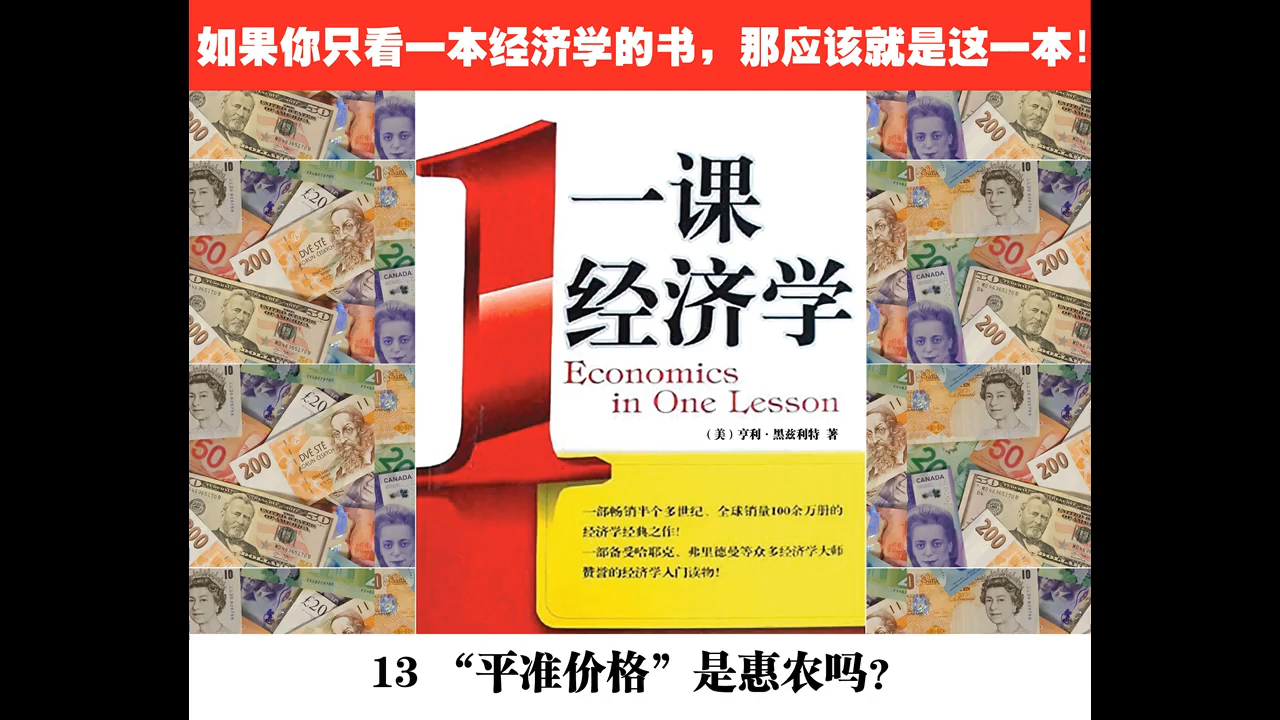 如果你只看一本经济学的书，那应该就是这一本！
一课
经济学
Economics
in One Lesson
（美）亨利·黑兹利特 著
一部畅销半个多世纪、全球销量100余万册的
经济学经典之作！
一部备受哈耶克、弗里德曼等众多经济学大师
赞誉的经济学入门读物！
13 “平准价格”是惠农吗？